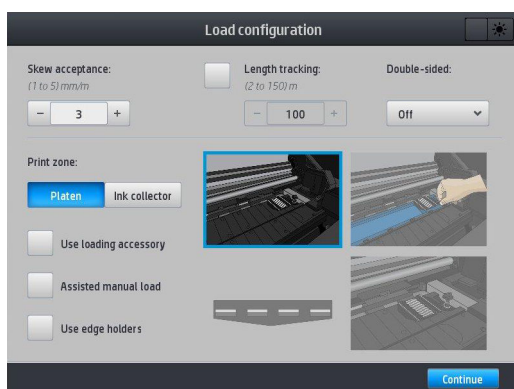 Load configuration
Skew acceptance:
(1 to 5) mm/m
− 3 +
Length tracking:
(2 to 150) m
− 100 +
Double-sided:
Off
Print zone:
Platen Ink collector
Use loading accessory
Assisted manual load
Use edge holders
Continue